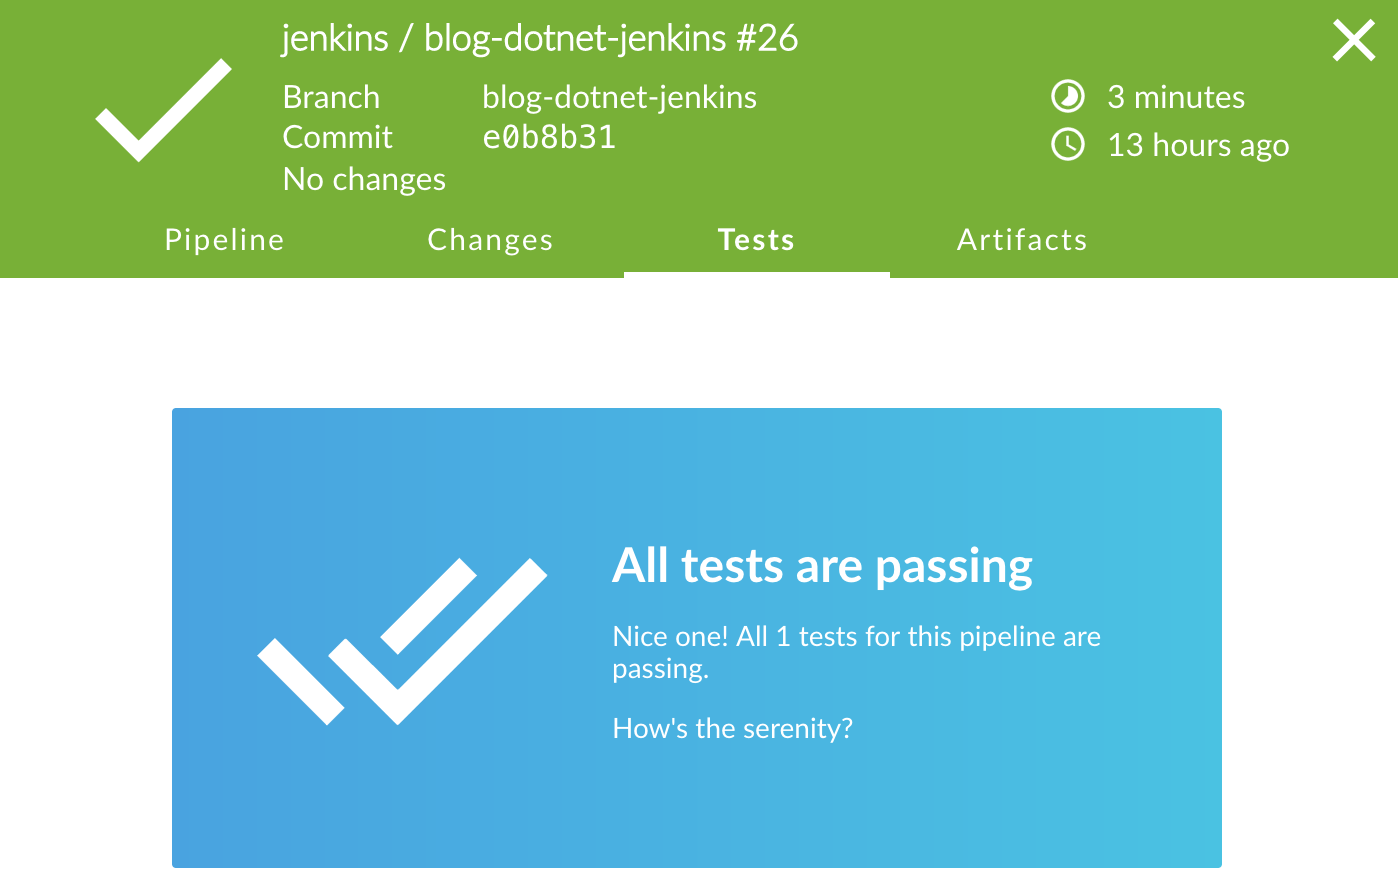 jenkins / blog-dotnet-jenkins #26
Branch blog-dotnet-jenkins 3 minutes
Commit e0b8b31 13 hours ago
No changes
Pipeline Changes Tests Artifacts
All tests are passing
Nice one! All 1 tests for this pipeline are
passing.
How's the serenity?